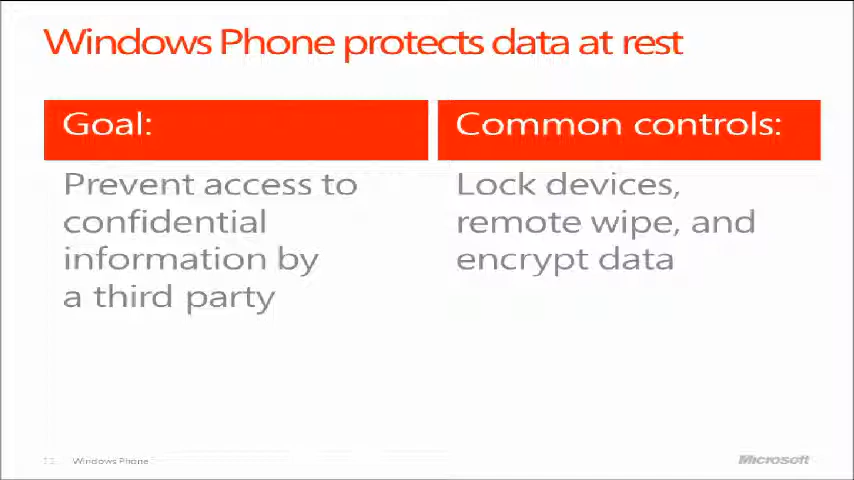 Windows Phone protects data at rest
Goal:
Prevent access to
confidential
information by
a third party
Common controls:
Lock devices,
remote wipe, and
encrypt data
Windows Phone
Microsoft